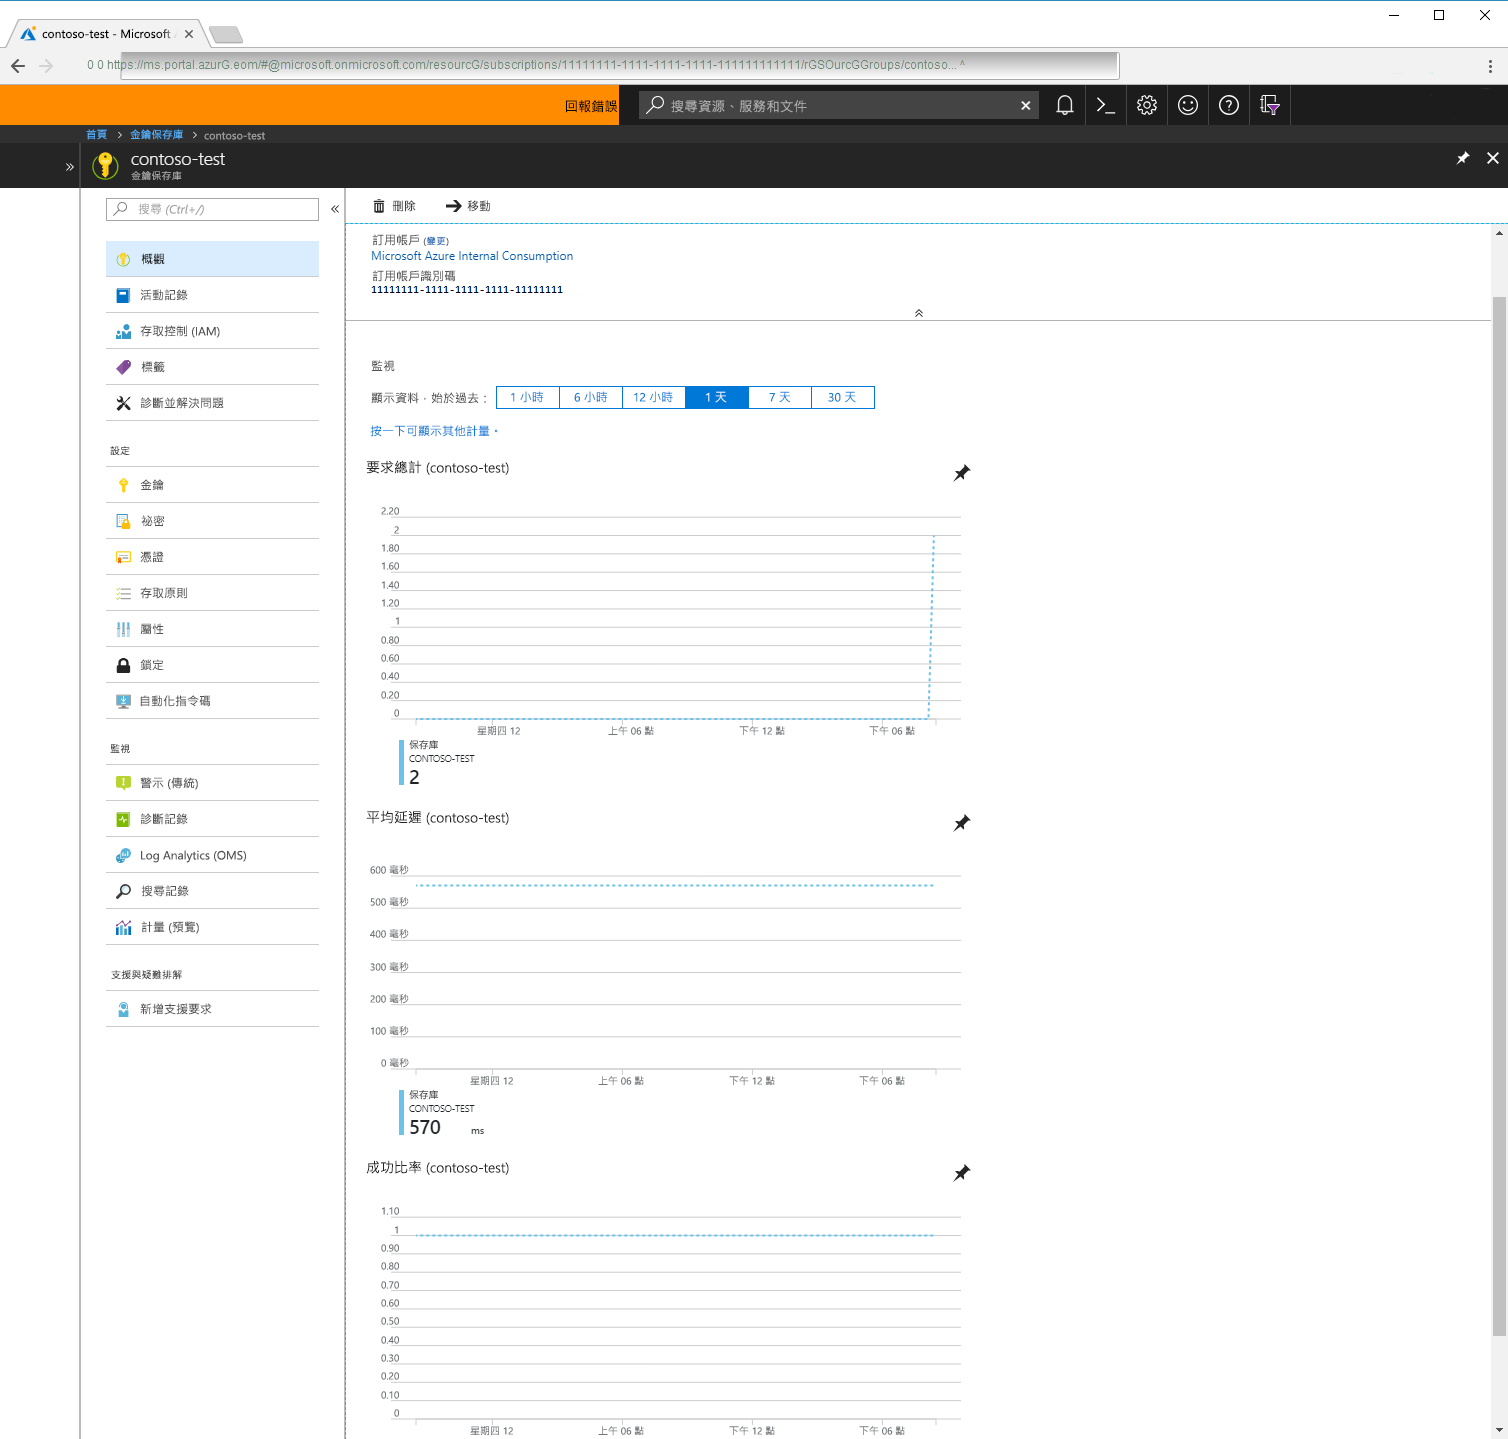 contoso-test - Microsoft
0 0 https://ms.portal.azurG.eom/#@microsoft.onmicrosoft.com/resourcG/subscriptions/11111111-1111-1111-1111-111111111111/rGSOurcGGroups/contoso... ^
回報錯誤
搜尋資源、服務和文件
首頁 > 金鑰保存庫 > contoso-test
»
contoso-test
金鑰保存庫
搜尋 (Ctrl+/)
«
概觀
活動記錄
存取控制 (IAM)
標籤
診斷並解決問題
設定
金鑰
祕密
憑證
存取原則
屬性
鎖定
自動化指令碼
監視
警示 (傳統)
診斷記錄
Log Analytics (OMS)
搜尋記錄
計量 (預覽)
支援與疑難排解
新增支援要求
刪除 移動
訂用帳戶 (變更)
Microsoft Azure Internal Consumption
訂用帳戶識別碼
11111111-1111-1111-1111-11111111
監視
顯示資料，始於過去： 1 小時 6 小時 12 小時 1 天 7 天 30 天
按一下可顯示其他計量。
要求總計 (contoso-test)
2.20
2
1.80
1.60
1.40
1.20
1
0.80
0.60
0.40
0.20
0
星期四 12 上午 06 點 下午 12 點 下午 06 點
保存庫
CONTOSO-TEST
2
平均延遲 (contoso-test)
600 毫秒
500 毫秒
400 毫秒
300 毫秒
200 毫秒
100 毫秒
0 毫秒
星期四 12 上午 06 點 下午 12 點 下午 06 點
保存庫
CONTOSO-TEST
570 ms
成功比率 (contoso-test)
1.10
1
0.90
0.80
0.70
0.60
0.50
0.40
0.30
0.20
0.10
0
星期四 12 上午 06 點 下午 12 點 下午 06 點